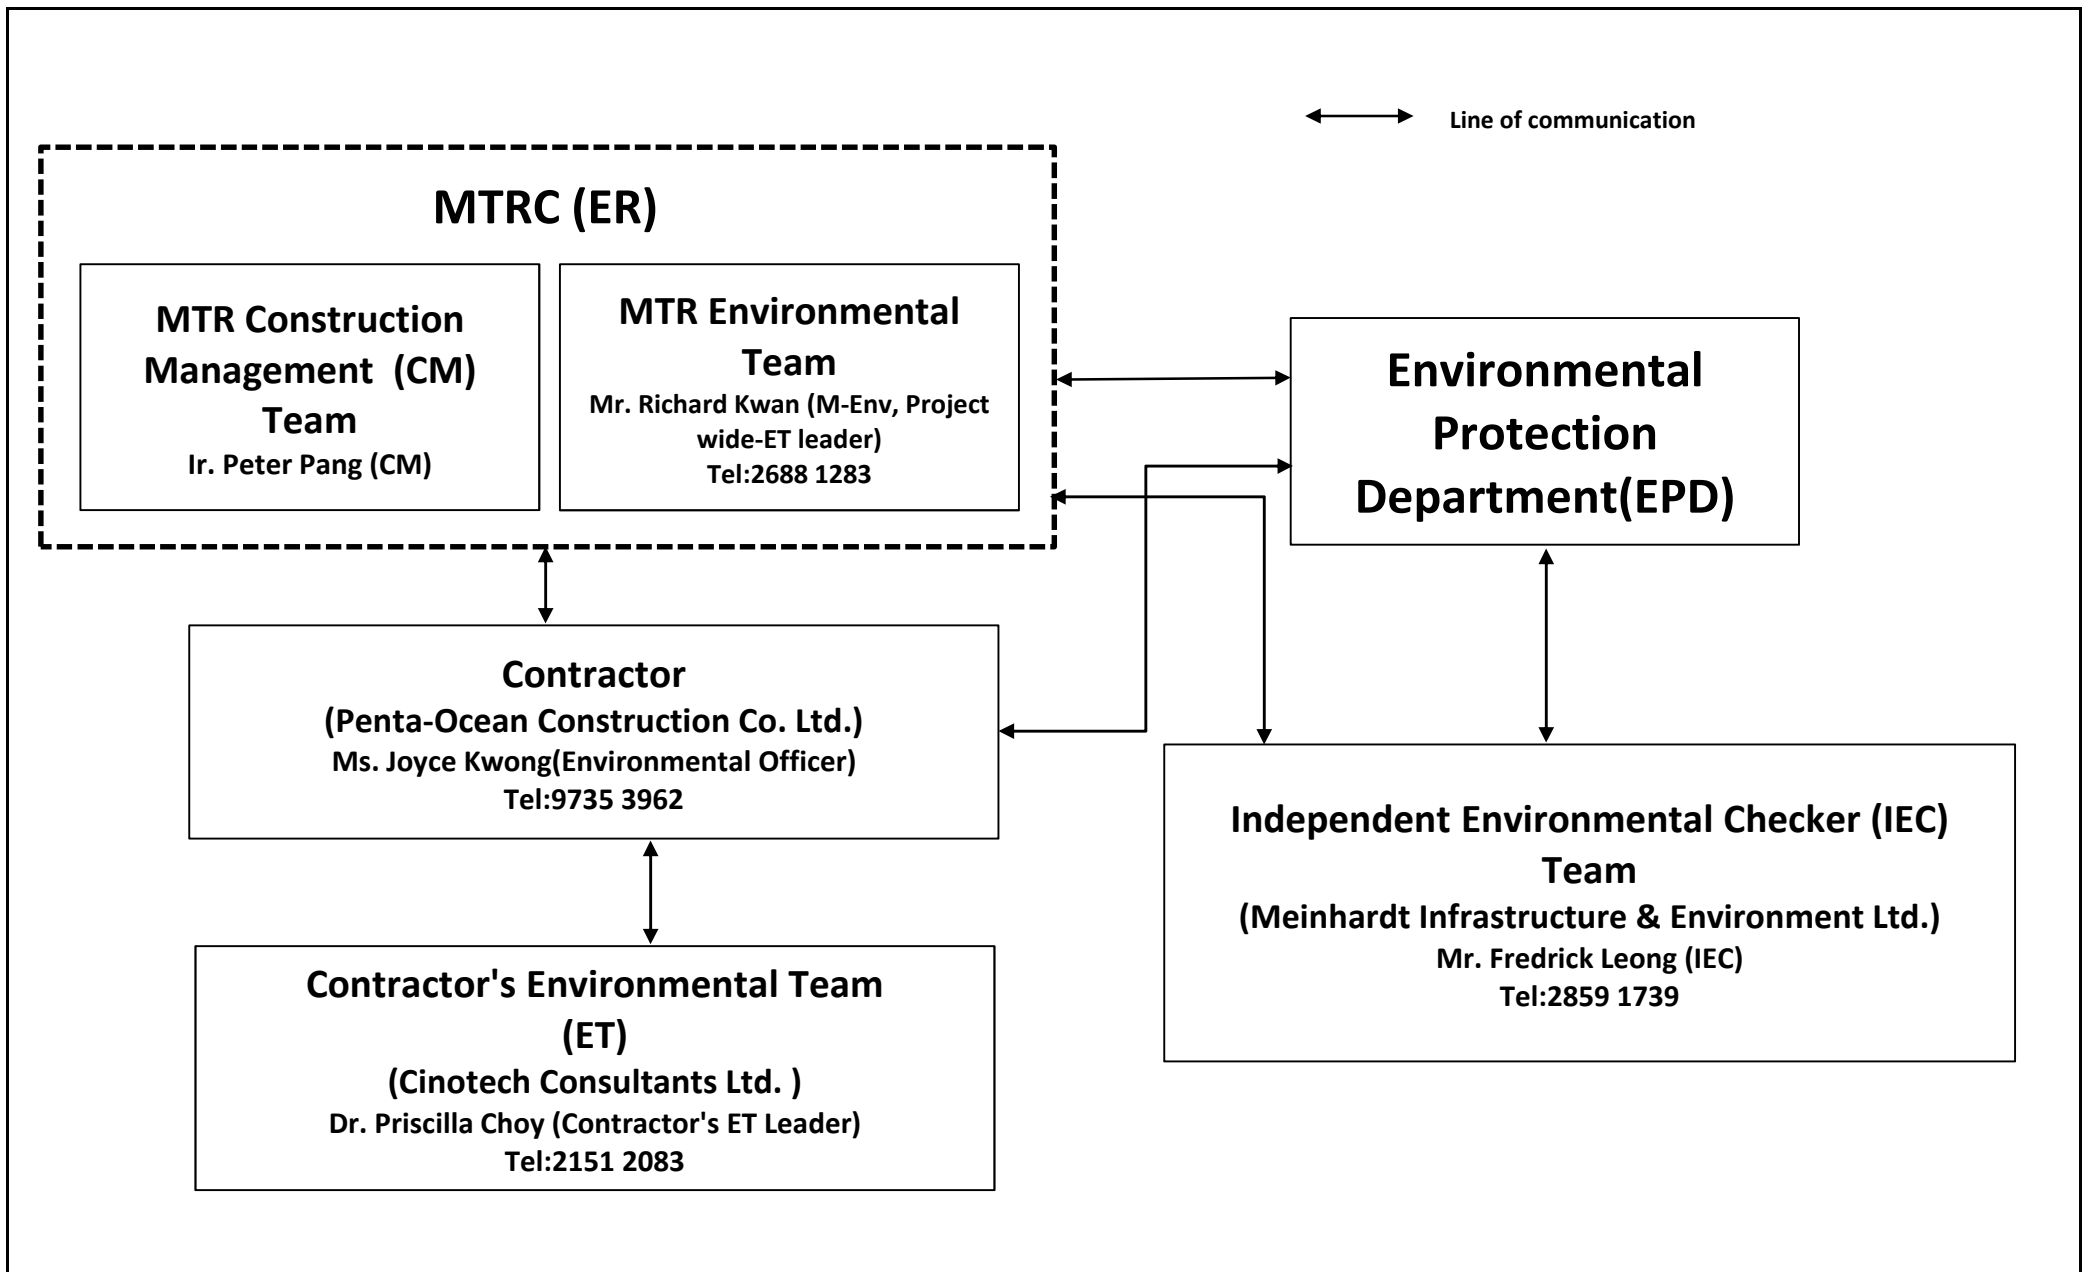 Line of communication
MTRC (ER)
MTR Construction
Management  (CM)
Team
Ir. Peter Pang (CM)
MTR Environmental
Team
Mr. Richard Kwan (M-Env, Project
wide-ET leader)
Tel:2688 1283
Environmental
Protection
Department(EPD)
Contractor
(Penta-Ocean Construction Co. Ltd.)
Ms. Joyce Kwong(Environmental Officer)
Tel:9735 3962
Independent Environmental Checker (IEC)
Team
(Meinhardt Infrastructure & Environment Ltd.)
Mr. Fredrick Leong (IEC)
Tel:2859 1739
Contractor's Environmental Team
(ET)
(Cinotech Consultants Ltd. )
Dr. Priscilla Choy (Contractor's ET Leader)
Tel:2151 2083